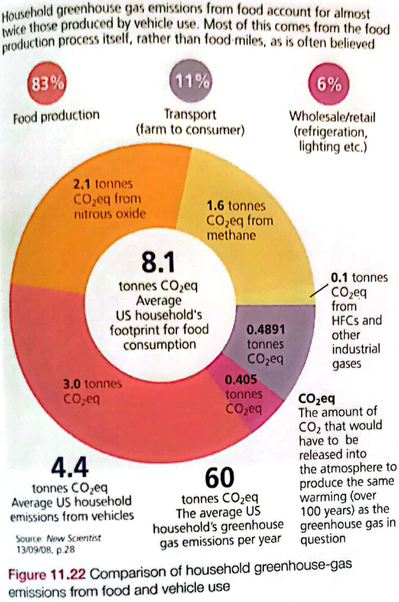 Household greenhouse gas emissions from food account for almost
twice those produced by vehicle use. Most of this comes from the food
production process itself, rather than food miles, as is often believed
83%
11%
6%
Food production
Transport
(farm to consumer)
Wholesale/retail
(refrigeration,
lighting etc.)
2.1 tonnes
CO₂eq from
nitrous oxide
1.6 tonnes
CO₂eq from
methane
8.1
tonnes CO₂eq
Average
US household's
footprint for food
consumption
0.1 tonnes
CO₂eq
from
HFCs and
other
industrial
gases
0.4891
tonnes
CO₂eq
0.405
tonnes
CO₂eq
3.0 tonnes
CO₂eq
CO₂eq
The amount of
CO₂ that would
have to be
released into
the atmosphere to
produce the same
warming (over
100 years) as the
greenhouse gas in
question
4.4
tonnes CO₂eq
Average US household
emissions from vehicles
60
tonnes CO₂eq
The average US
household's greenhouse
gas emissions per year
Source: New Scientist
13/09/08, p.28
Figure 11.22 Comparison of household greenhouse-gas
emissions from food and vehicle use